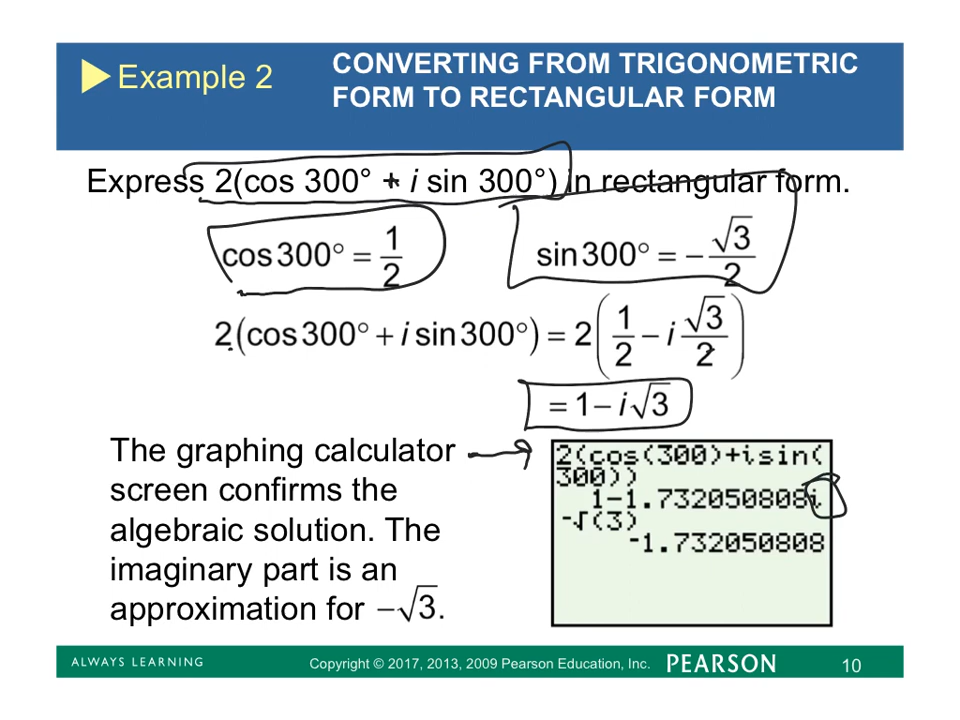 Example 2
CONVERTING FROM TRIGONOMETRIC
FORM TO RECTANGULAR FORM
Express 2(cos 300° + i sin 300°) in rectangular form.
cos 300° = 1/2
sin 300° = −√3/2
2(cos 300° + i sin 300°) = 2(1/2 − i √3/2)
= 1 − i√3
The graphing calculator
screen confirms the
algebraic solution. The
imaginary part is an
approximation for −√3.
2(cos(300)+isin(
300))
1-1.732050808i
-√(3)
-1.732050808
ALWAYS LEARNING
Copyright © 2017, 2013, 2009 Pearson Education, Inc.
PEARSON
10